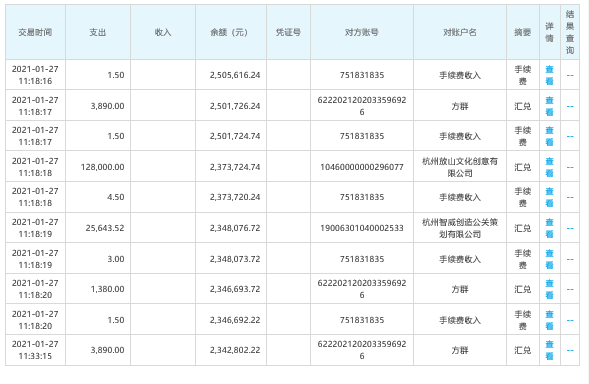 交易时间 支出 收入 余额（元） 凭证号 对方账号 对账户名 摘要 详情 结果查询
2021-01-27 11:18:16 1.50 2,505,616.24 751831835 手续费收入 手续费 查看 --
2021-01-27 11:18:17 3,890.00 2,501,726.24 6222021202033596926 方群 汇兑 查看 --
2021-01-27 11:18:17 1.50 2,501,724.74 751831835 手续费收入 手续费 查看 --
2021-01-27 11:18:18 128,000.00 2,373,724.74 10460000000296077 杭州放山文化创意有限公司 汇兑 查看 --
2021-01-27 11:18:18 4.50 2,373,720.24 751831835 手续费收入 手续费 查看 --
2021-01-27 11:18:19 25,643.52 2,348,076.72 19006301040002533 杭州智威创造公关策划有限公司 汇兑 查看 --
2021-01-27 11:18:19 3.00 2,348,073.72 751831835 手续费收入 手续费 查看 --
2021-01-27 11:18:20 1,380.00 2,346,693.72 6222021202033596926 方群 汇兑 查看 --
2021-01-27 11:18:20 1.50 2,346,692.22 751831835 手续费收入 手续费 查看 --
2021-01-27 11:33:15 3,890.00 2,342,802.22 6222021202033596926 方群 汇兑 查看 --